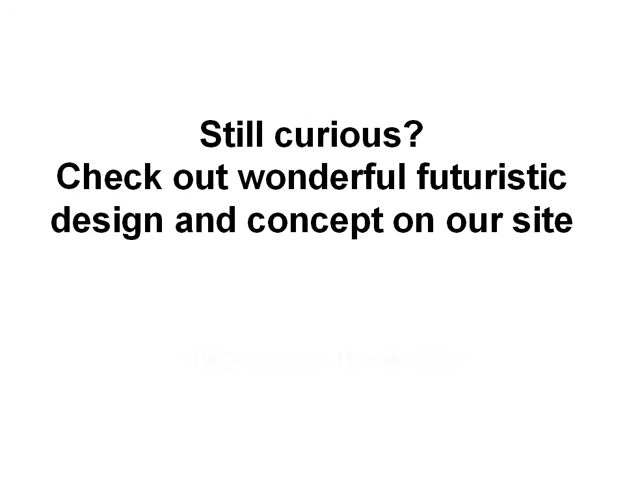 Still curious?
Check out wonderful futuristic
design and concept on our site